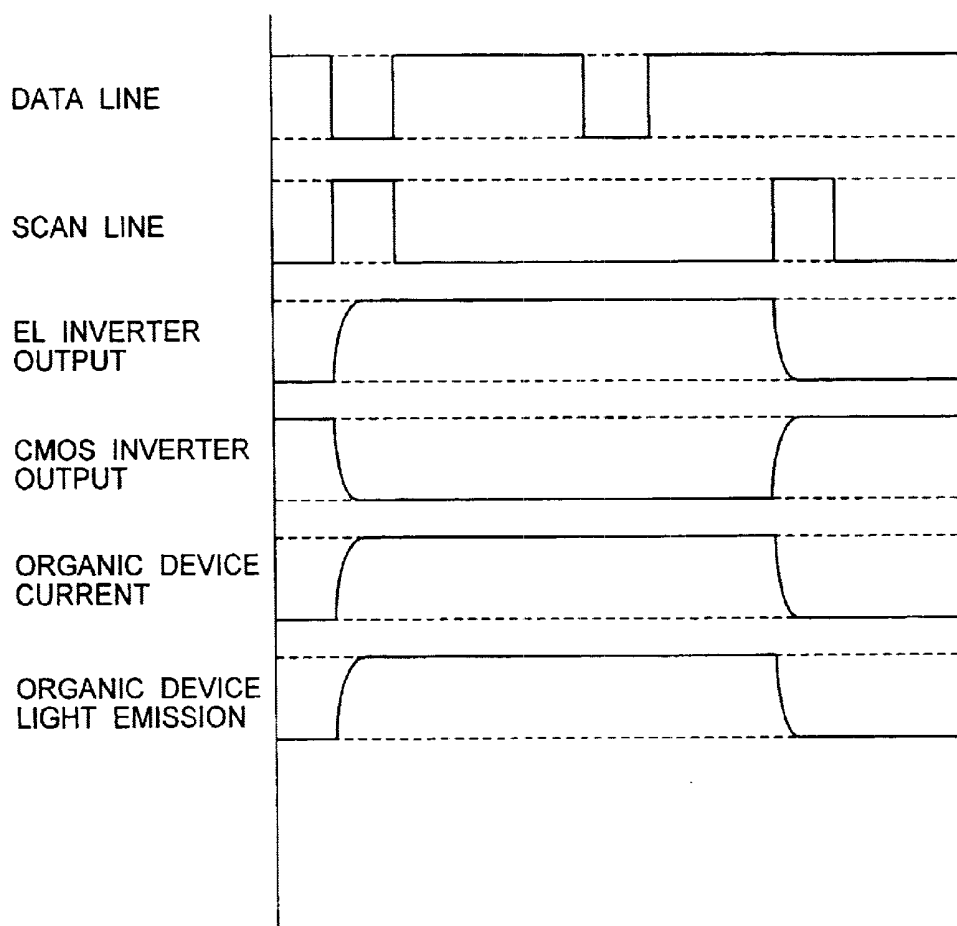 DATA LINE
SCAN LINE
EL INVERTER
OUTPUT
CMOS INVERTER
OUTPUT
ORGANIC DEVICE
CURRENT
ORGANIC DEVICE
LIGHT EMISSION